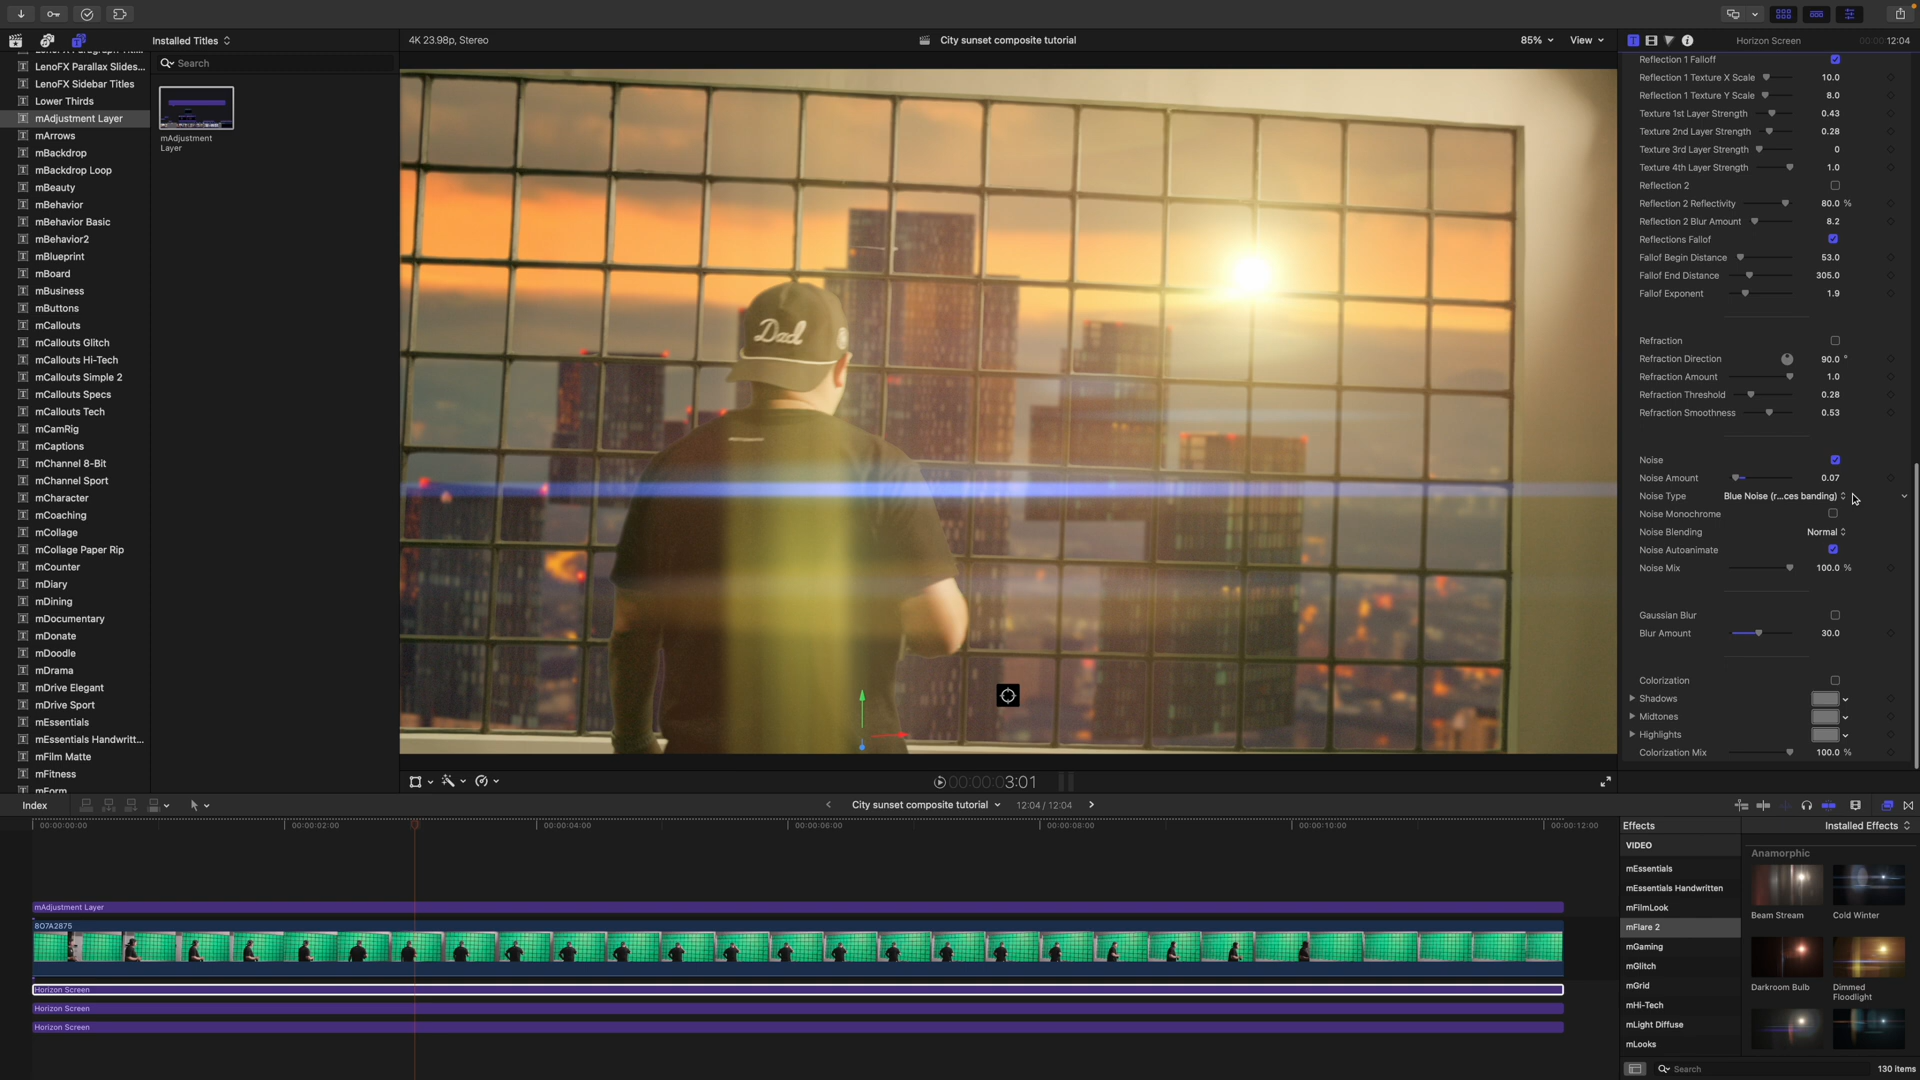 Installed Titles
4K 23.98p, Stereo
City sunset composite tutorial
85%
View
Horizon Screen
00:00:12:04
LenoFX Parallax Slides...
LenoFX Sidebar Titles
Lower Thirds
mAdjustment Layer
mArrows
mBackdrop
mBackdrop Loop
mBeauty
mBehavior
mBehavior Basic
mBehavior2
mBlueprint
mBoard
mBusiness
mButtons
mCallouts
mCallouts Glitch
mCallouts Hi-Tech
mCallouts Simple 2
mCallouts Specs
mCallouts Tech
mCamRig
mCaptions
mChannel 8-Bit
mChannel Sport
mCharacter
mCoaching
mCollage
mCollage Paper Rip
mCounter
mDiary
mDining
mDocumentary
mDonate
mDoodle
mDrama
mDrive Elegant
mDrive Sport
mEssentials
mEssentials Handwritt...
mFilm Matte
mFitness
mForm
Search
mAdjustment
Layer
Dad
Reflection 1 Falloff
Reflection 1 Texture X Scale 10.0
Reflection 1 Texture Y Scale 8.0
Texture 1st Layer Strength 0.43
Texture 2nd Layer Strength 0.28
Texture 3rd Layer Strength 0
Texture 4th Layer Strength 1.0
Reflection 2
Reflection 2 Reflectivity 80.0 %
Reflection 2 Blur Amount 8.2
Reflections Fallof
Fallof Begin Distance 53.0
Fallof End Distance 305.0
Fallof Exponent 1.9
Refraction
Refraction Direction 90.0 °
Refraction Amount 1.0
Refraction Threshold 0.28
Refraction Smoothness 0.53
Noise
Noise Amount 0.07
Noise Type Blue Noise (r...ces banding)
Noise Monochrome
Noise Blending Normal
Noise Autoanimate
Noise Mix 100.0 %
Gaussian Blur
Blur Amount 30.0
Colorization
Shadows
Midtones
Highlights
Colorization Mix 100.0 %
00:00:03:01
Index
City sunset composite tutorial
12:04 / 12:04
00:00:00:00
00:00:02:00
00:00:04:00
00:00:06:00
00:00:08:00
00:00:10:00
00:00:12:00
mAdjustment Layer
8O7A2875
Horizon Screen
Horizon Screen
Horizon Screen
Effects
Installed Effects
VIDEO
mEssentials
mEssentials Handwritten
mFilmLook
mFlare 2
mGaming
mGlitch
mGrid
mHi-Tech
mLight Diffuse
mLooks
Anamorphic
Beam Stream
Cold Winter
Darkroom Bulb
Dimmed
Floodlight
Search
130 items